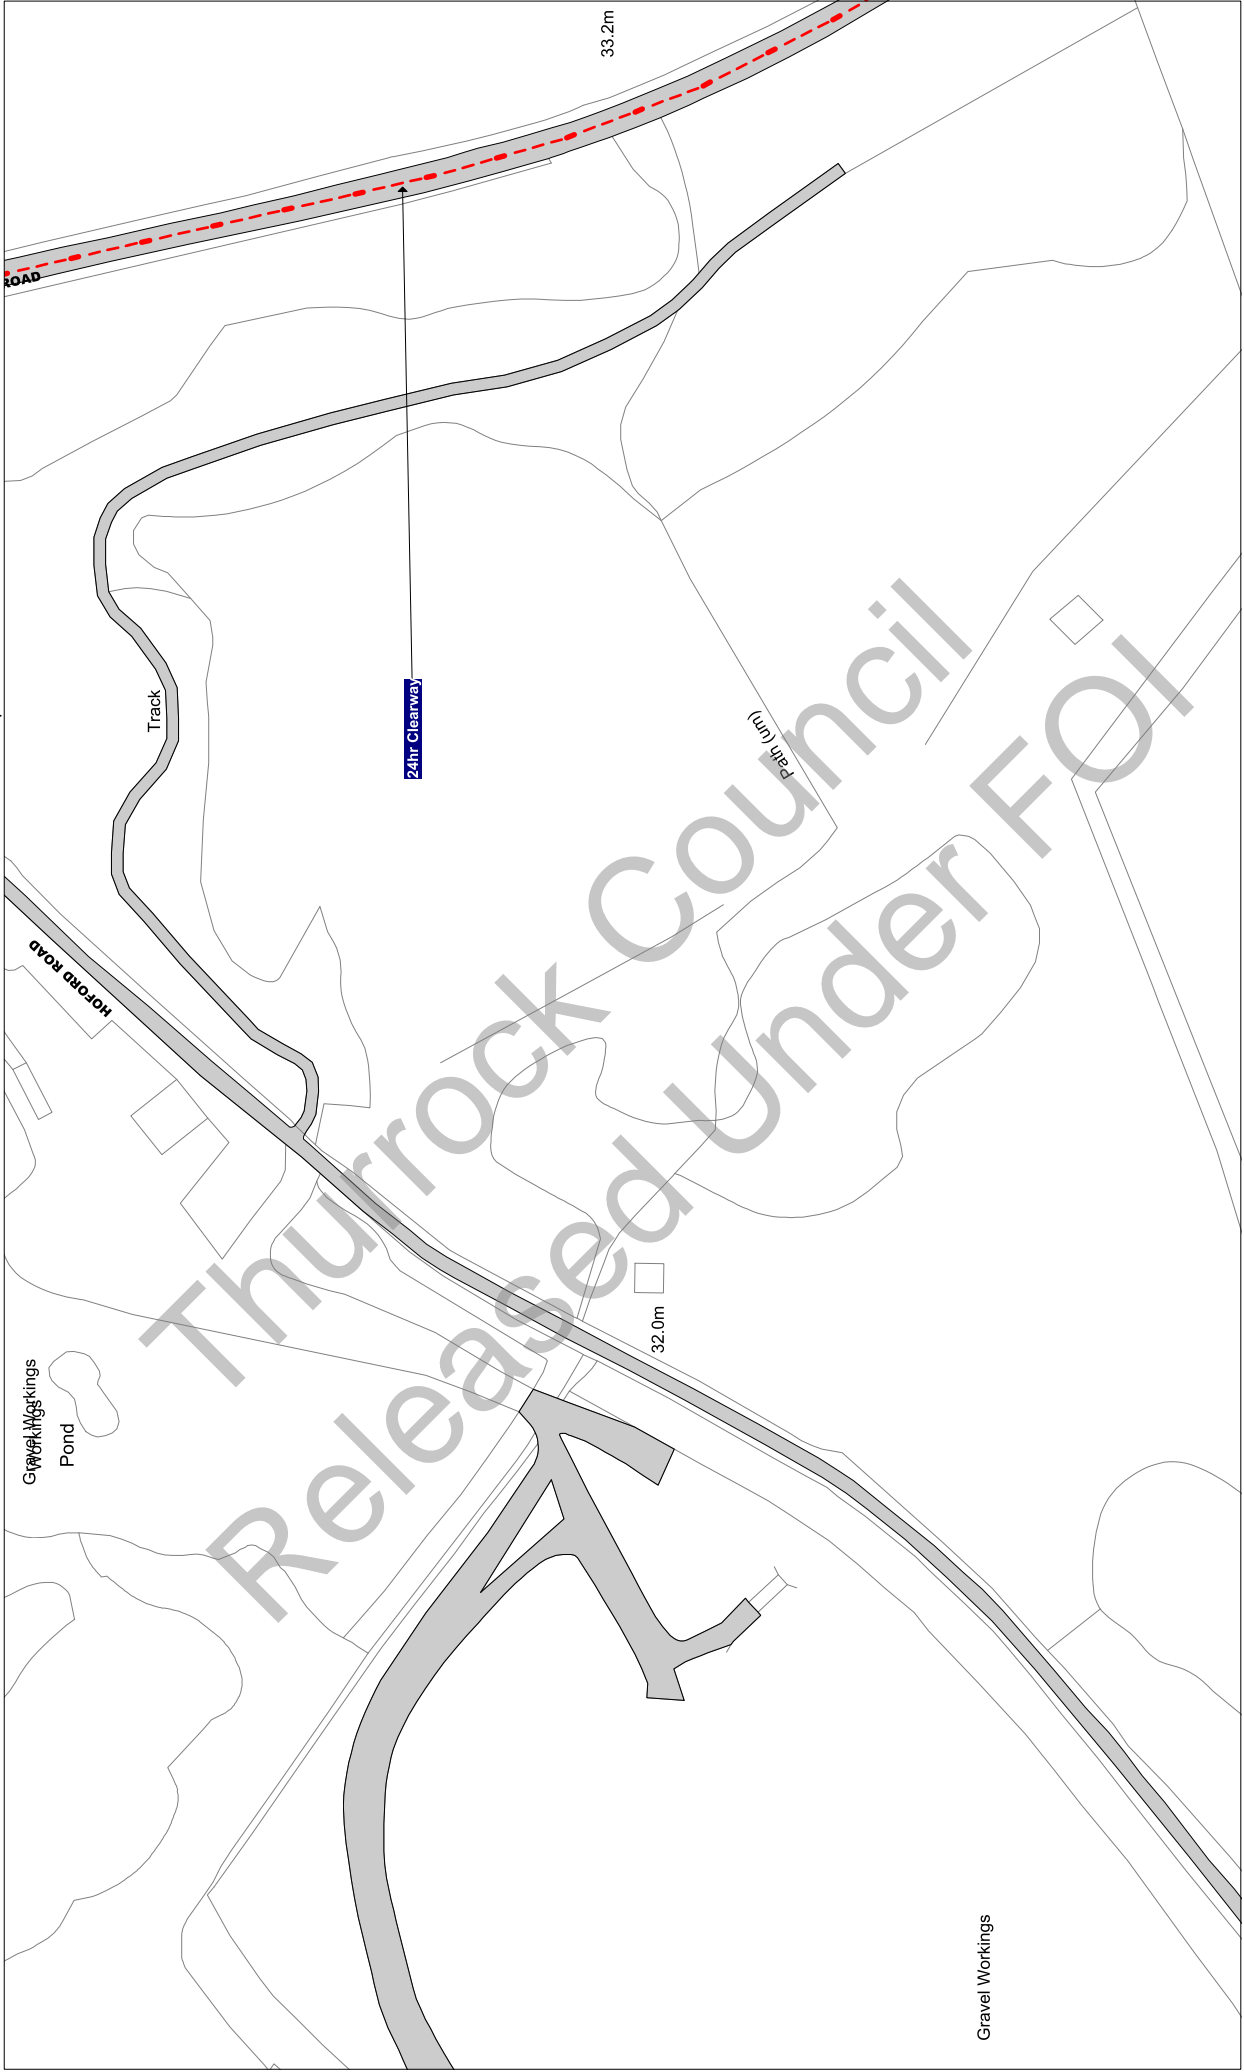 33.2m
ROAD
Track
24hr Clearway
Path (um)
HOFORD ROAD
32.0m
Gravel Workings
Workings
Pond
Gravel Workings
Thurrock Council
Released Under FOI